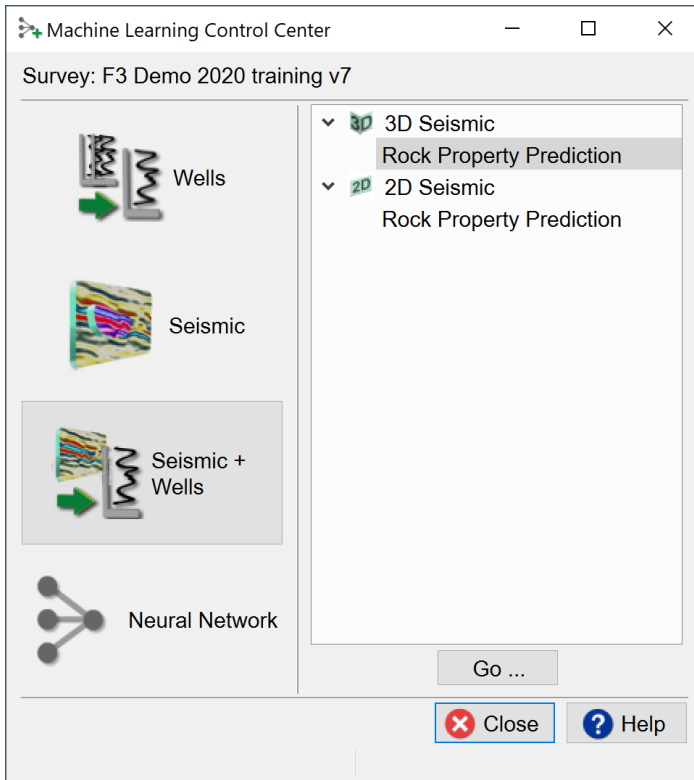 Machine Learning Control Center
Survey: F3 Demo 2020 training v7
Wells
Seismic
Seismic +
Wells
Neural Network
3D 3D Seismic
Rock Property Prediction
2D 2D Seismic
Rock Property Prediction
Go ...
Close
? Help